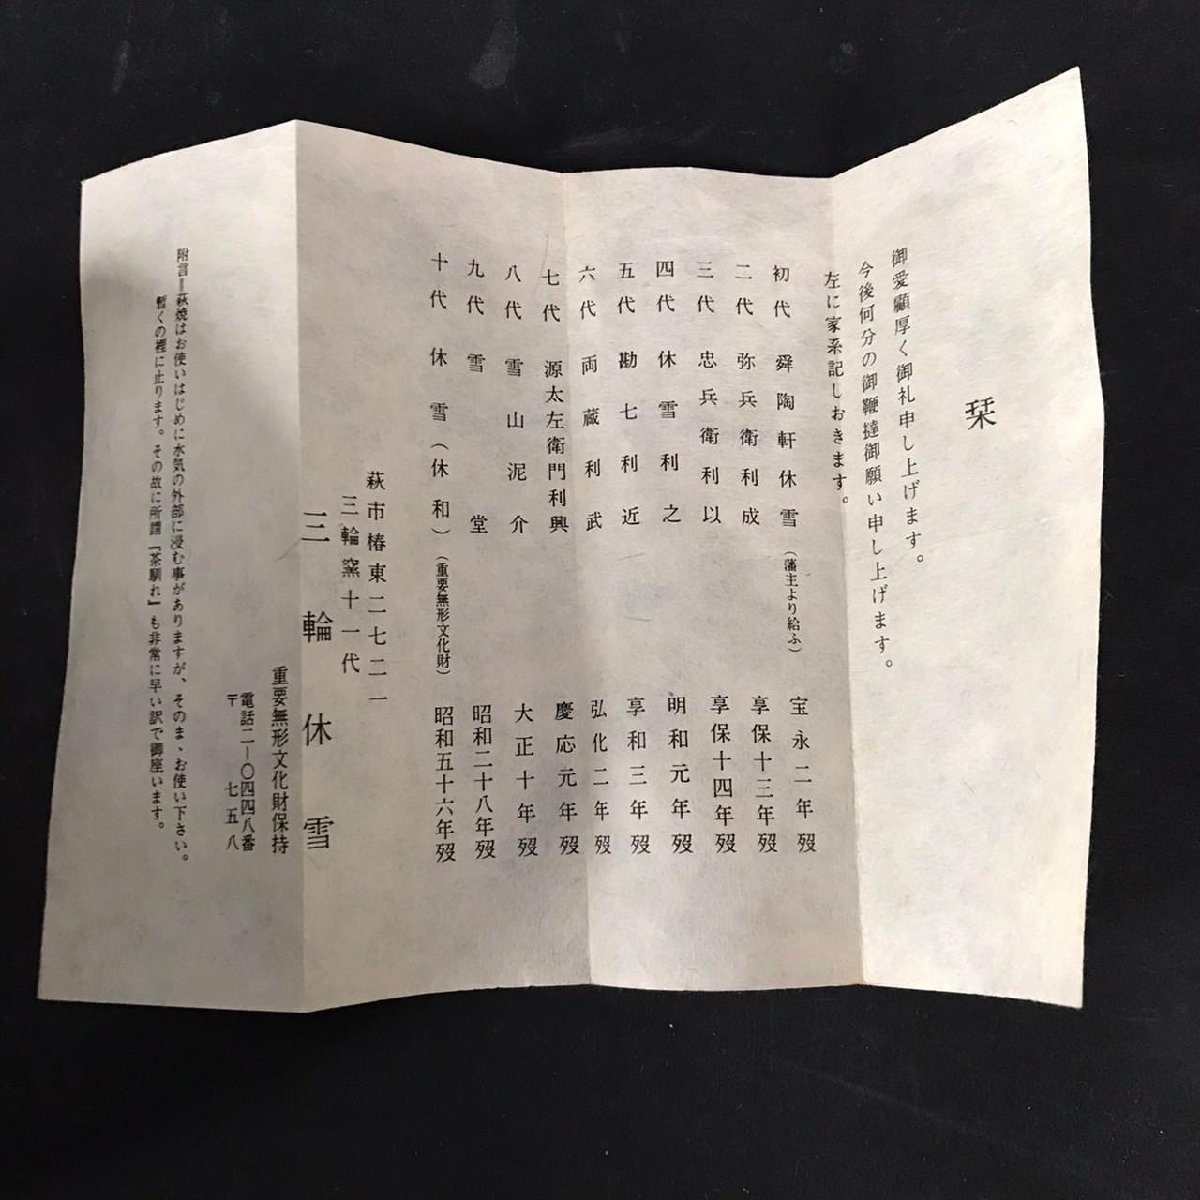 栞
御愛顧厚く御礼申し上げます。
今後何分の御鞭撻御願い申し上げます。
左に家系記しおきます。
初代 舜陶軒休雪 (藩主より給ふ) 宝永二年歿
二代 弥兵衛利成 享保十三年歿
三代 忠兵衛利以 享保十四年歿
四代 休雪利之 明和元年歿
五代 勘七利近 享和三年歿
六代 両蔵利武 弘化二年歿
七代 源太左衛門利興 慶応元年歿
八代 雪山泥介 大正十年歿
九代 雪堂 昭和二十八年歿
十代 休雪(休和) (重要無形文化財) 昭和五十六年歿
萩市椿東二七二一
三輪窯十一代
三輪休雪
重要無形文化財保持
電話二―〇四四八番
〒 七五八
附言=萩焼はお使いはじめに水気の外部に浸む事がありますが、そのまゝお使い下さい。
暫くの裡に止ります。その故に所謂「茶馴れ」も非常に早い訳で御座います。